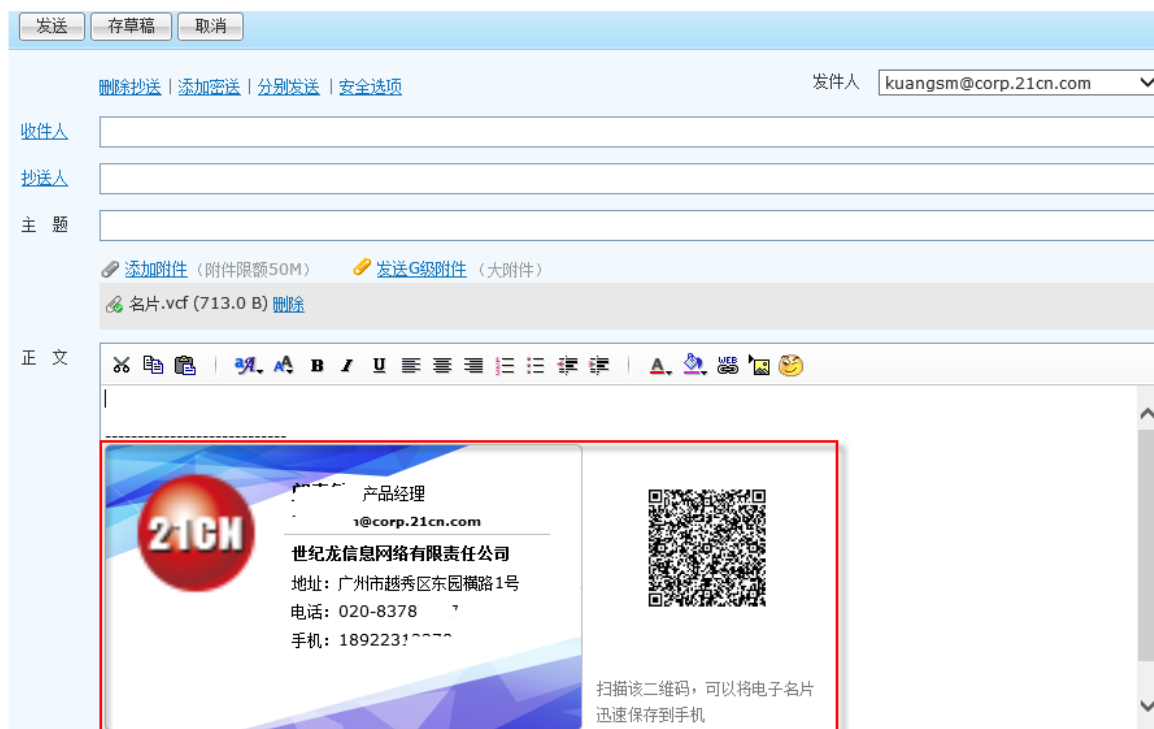 发送 存草稿 取消
删除抄送 | 添加密送 | 分别发送 | 安全选项 发件人 kuangsm@corp.21cn.com
收件人
抄送人
主 题
添加附件 (附件限额50M) 发送G级附件 (大附件)
名片.vcf (713.0 B) 删除
正 文
----------------------------
21CN
产品经理
@corp.21cn.com
世纪龙信息网络有限责任公司
地址：广州市越秀区东园横路1号
电话：020-8378
手机：1892231
扫描该二维码，可以将电子名片
迅速保存到手机